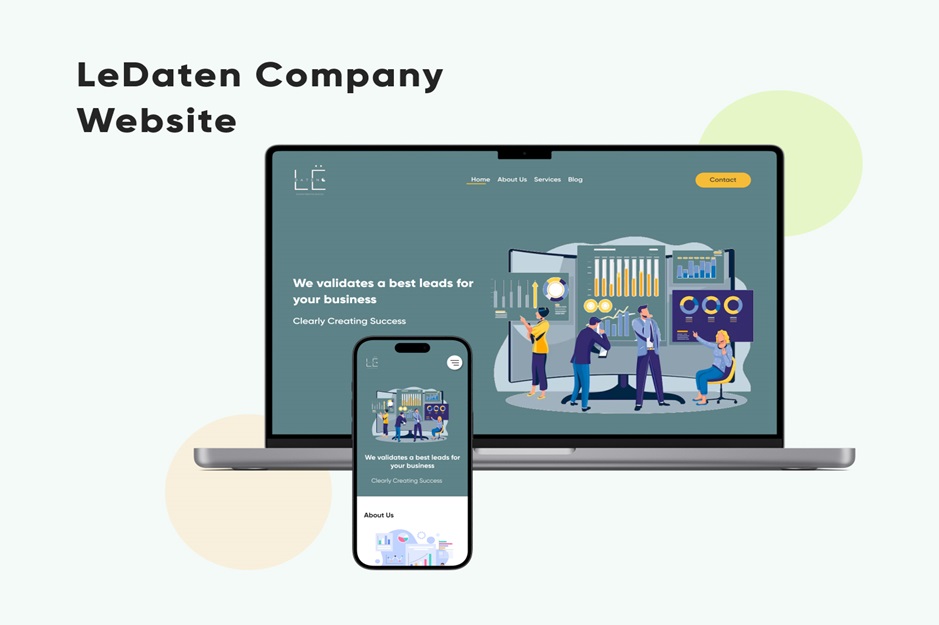 LeDaten Company
Website
LË
Home About Us Services Blog
Contact
We validates a best leads for
your business
Clearly Creating Success
LË
We validates a best leads for
your business
Clearly Creating Success
About Us